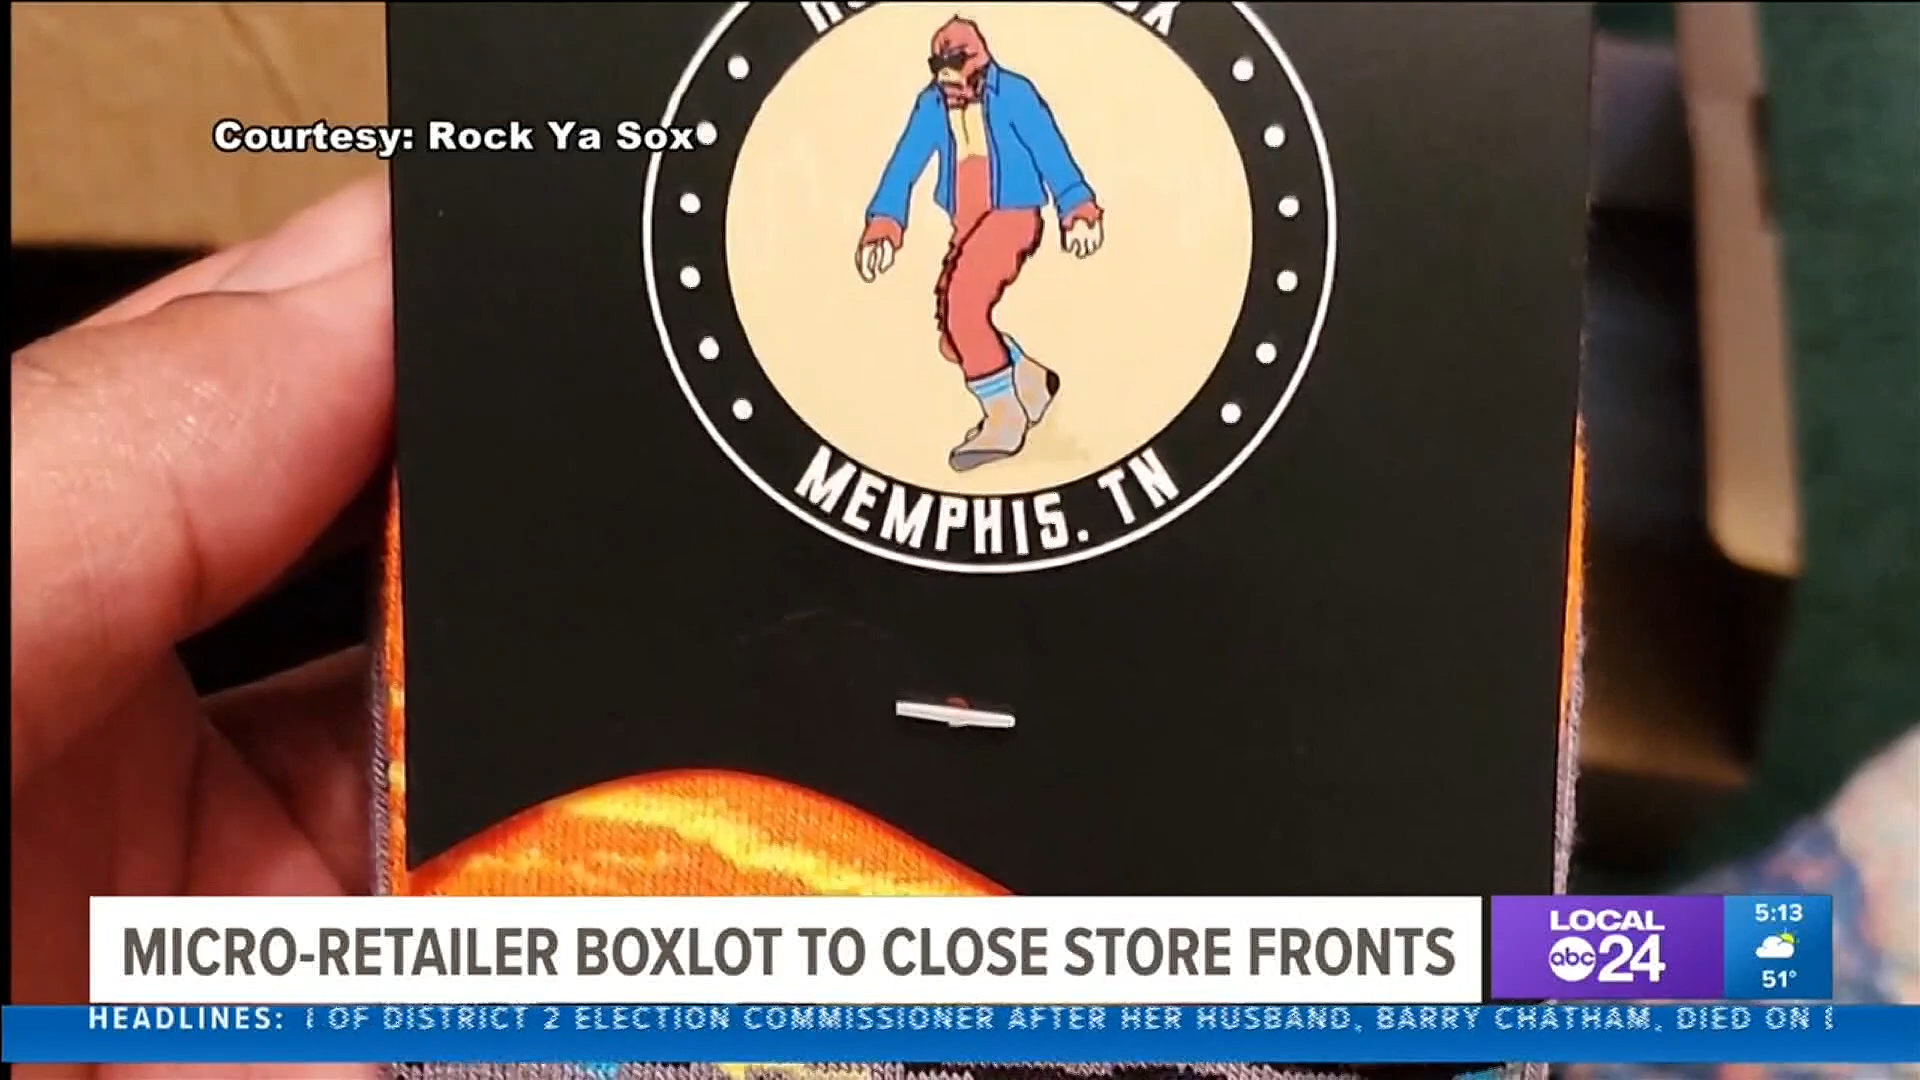 Courtesy: Rock Ya Sox
MEMPHIS. TN
MICRO-RETAILER BOXLOT TO CLOSE STORE FRONTS
LOCAL
abc 24
5:13
51°
HEADLINES: OF DISTRICT 2 ELECTION COMMISSIONER AFTER HER HUSBAND, BARRY CHATHAM, DIED ON